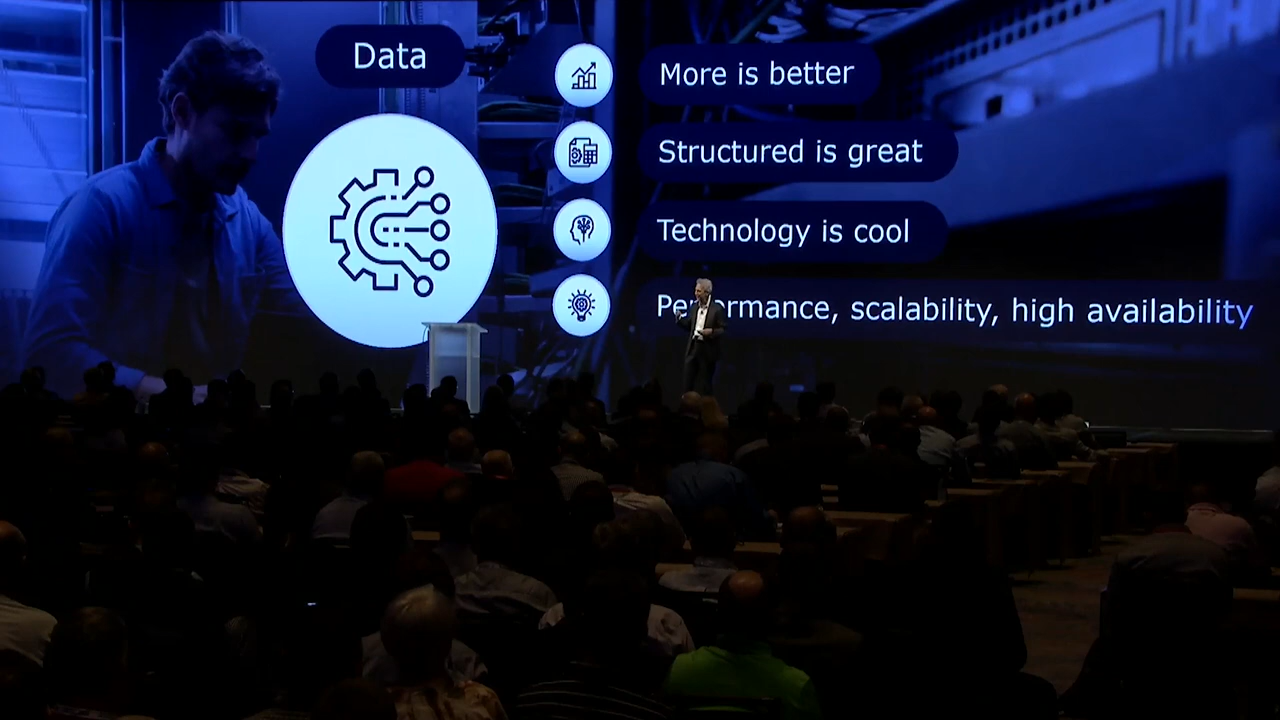 Data
More is better
Structured is great
Technology is cool
Performance, scalability, high availability